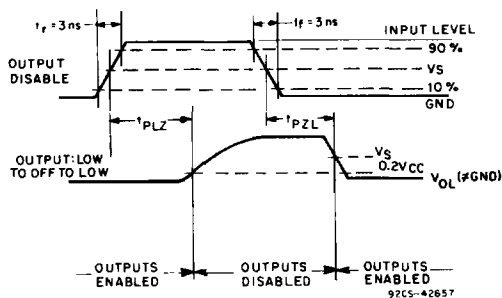 tr = 3ns
tf = 3ns
INPUT LEVEL
90 %
OUTPUT
DISABLE
VS
10 %
GND
tPLZ
tPZL
OUTPUT: LOW
TO OFF TO LOW
VS
0.2VCC
VOL (≠GND)
OUTPUTS
ENABLED
OUTPUTS
DISABLED
OUTPUTS
ENABLED
92CS-42657